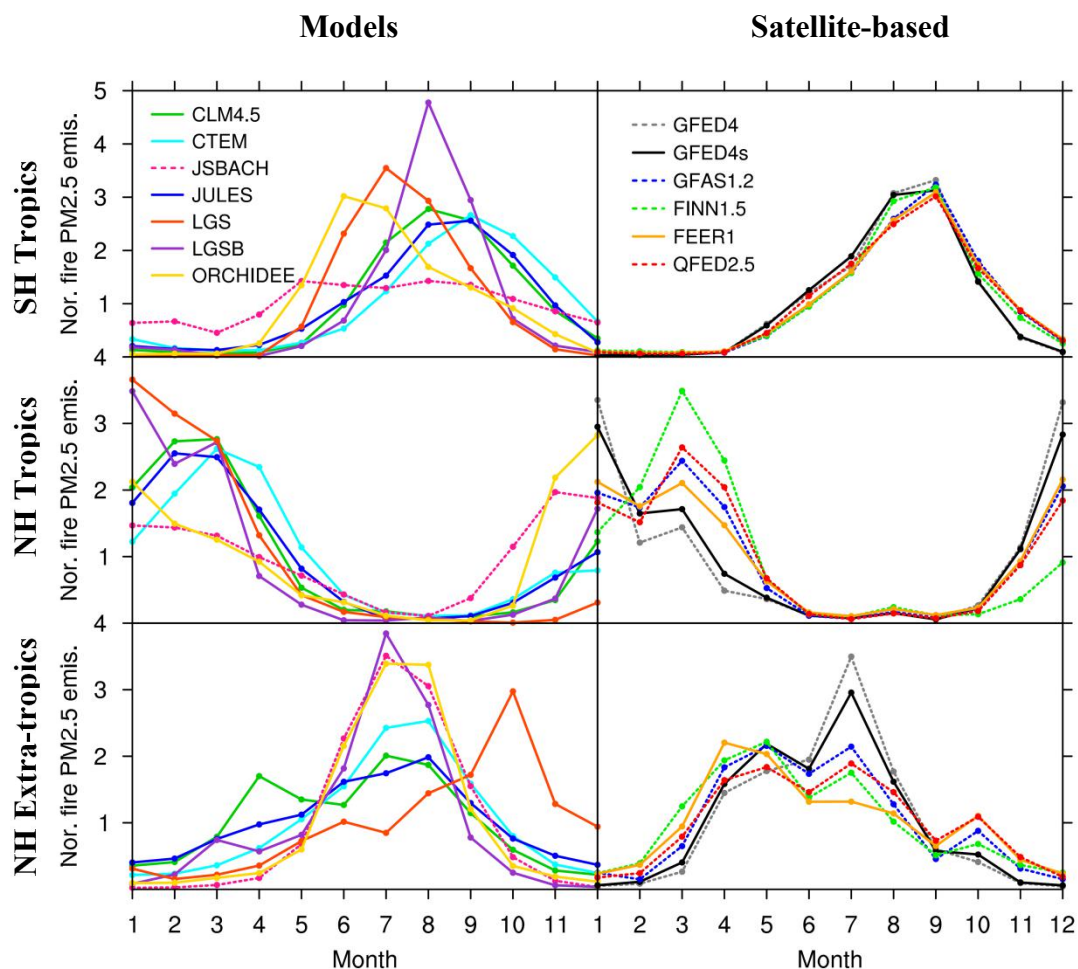 Models Satellite-based
SH Tropics
Nor. fire PM2.5 emis.
5
4
3
2
1
4
CLM4.5
CTEM
JSBACH
JULES
LGS
LGSB
ORCHIDEE
GFED4
GFED4s
GFAS1.2
FINN1.5
FEER1
QFED2.5
NH Tropics
Nor. fire PM2.5 emis.
3
2
1
4
NH Extra-tropics
Nor. fire PM2.5 emis.
3
2
1
1 2 3 4 5 6 7 8 9 10 11 1 2 3 4 5 6 7 8 9 10 11 12
Month Month